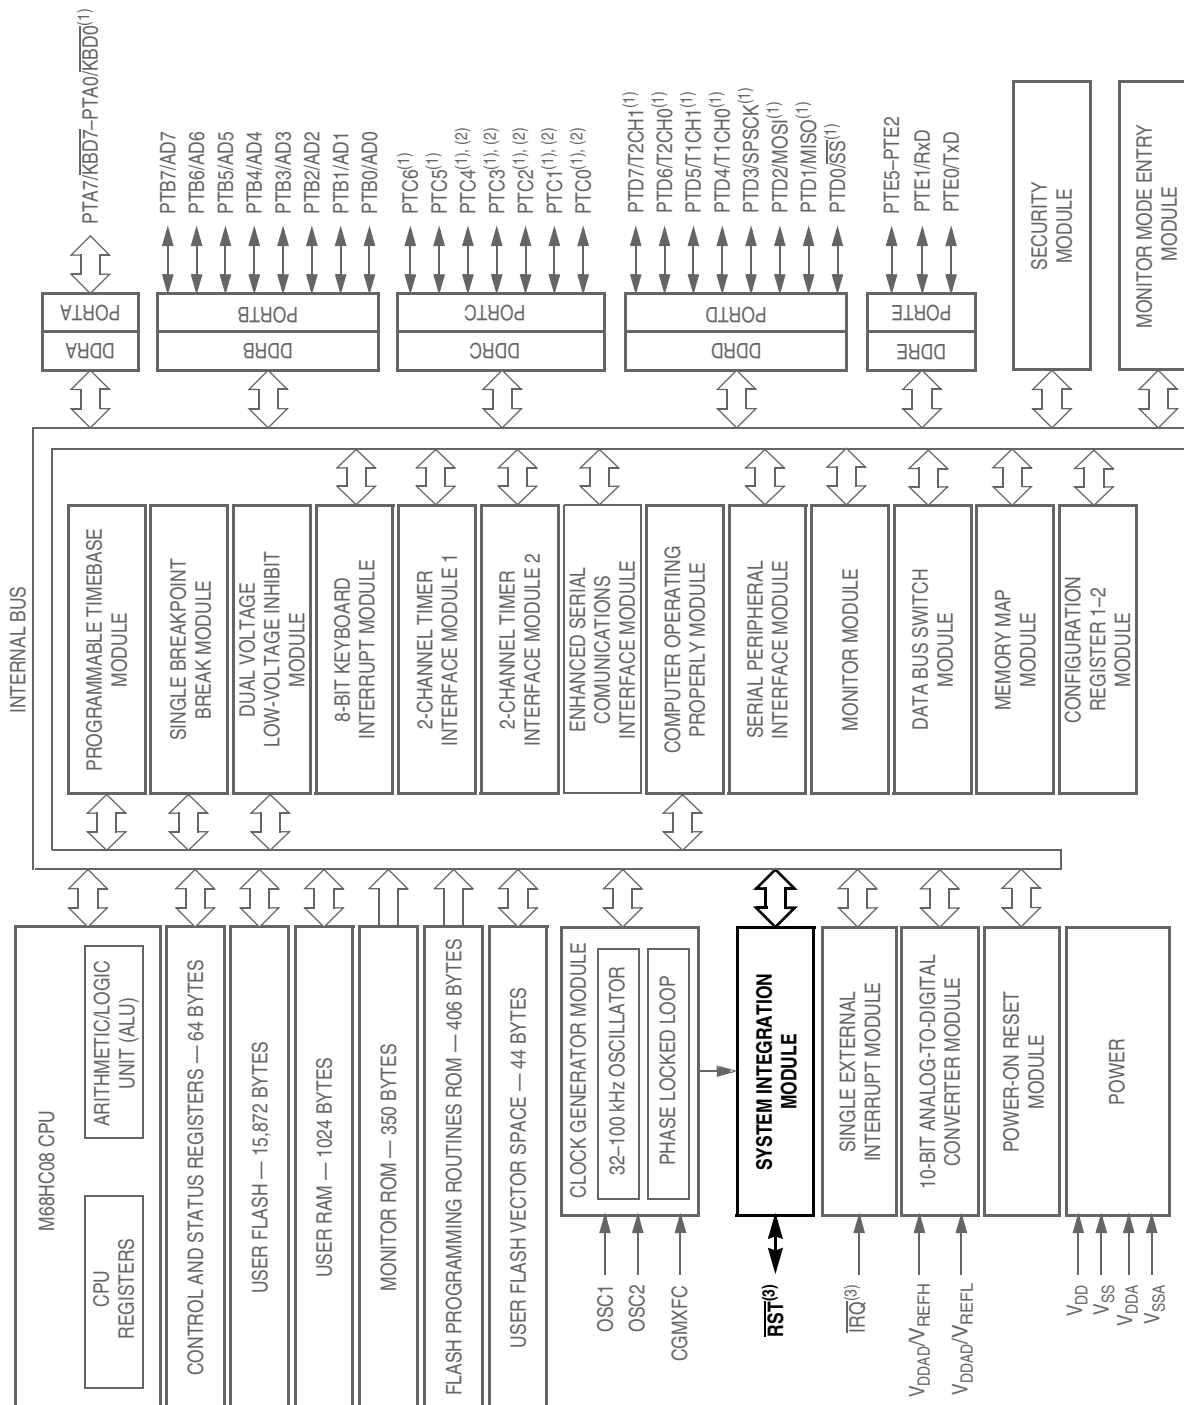 INTERNAL BUS
M68HC08 CPU
CPU
REGISTERS
ARITHMETIC/LOGIC
UNIT (ALU)
CONTROL AND STATUS REGISTERS — 64 BYTES
USER FLASH — 15,872 BYTES
USER RAM — 1024 BYTES
MONITOR ROM — 350 BYTES
FLASH PROGRAMMING ROUTINES ROM — 406 BYTES
USER FLASH VECTOR SPACE — 44 BYTES
CLOCK GENERATOR MODULE
32–100 kHz OSCILLATOR
PHASE LOCKED LOOP
OSC1
OSC2
CGMXFC
SYSTEM INTEGRATION
MODULE
RST(3)
SINGLE EXTERNAL
INTERRUPT MODULE
IRQ(3)
10-BIT ANALOG-TO-DIGITAL
CONVERTER MODULE
VDDAD/VREFH
VDDAD/VREFL
POWER-ON RESET
MODULE
POWER
VDD
VSS
VDDA
VSSA
PROGRAMMABLE TIMEBASE
MODULE
SINGLE BREAKPOINT
BREAK MODULE
DUAL VOLTAGE
LOW-VOLTAGE INHIBIT
MODULE
8-BIT KEYBOARD
INTERRUPT MODULE
2-CHANNEL TIMER
INTERFACE MODULE 1
2-CHANNEL TIMER
INTERFACE MODULE 2
ENHANCED SERIAL
COMUNICATIONS
INTERFACE MODULE
COMPUTER OPERATING
PROPERLY MODULE
SERIAL PERIPHERAL
INTERFACE MODULE
MONITOR MODULE
DATA BUS SWITCH
MODULE
MEMORY MAP
MODULE
CONFIGURATION
REGISTER 1–2
MODULE
DDRA
PORTA
PTA7/KBD7–PTA0/KBD0(1)
DDRB
PORTB
PTB7/AD7
PTB6/AD6
PTB5/AD5
PTB4/AD4
PTB3/AD3
PTB2/AD2
PTB1/AD1
PTB0/AD0
DDRC
PORTC
PTC6(1)
PTC5(1)
PTC4(1), (2)
PTC3(1), (2)
PTC2(1), (2)
PTC1(1), (2)
PTC0(1), (2)
DDRD
PORTD
PTD7/T2CH1(1)
PTD6/T2CH0(1)
PTD5/T1CH1(1)
PTD4/T1CH0(1)
PTD3/SPSCK(1)
PTD2/MOSI(1)
PTD1/MISO(1)
PTD0/SS(1)
DDRE
PORTE
PTE5–PTE2
PTE1/RxD
PTE0/TxD
SECURITY
MODULE
MONITOR MODE ENTRY
MODULE